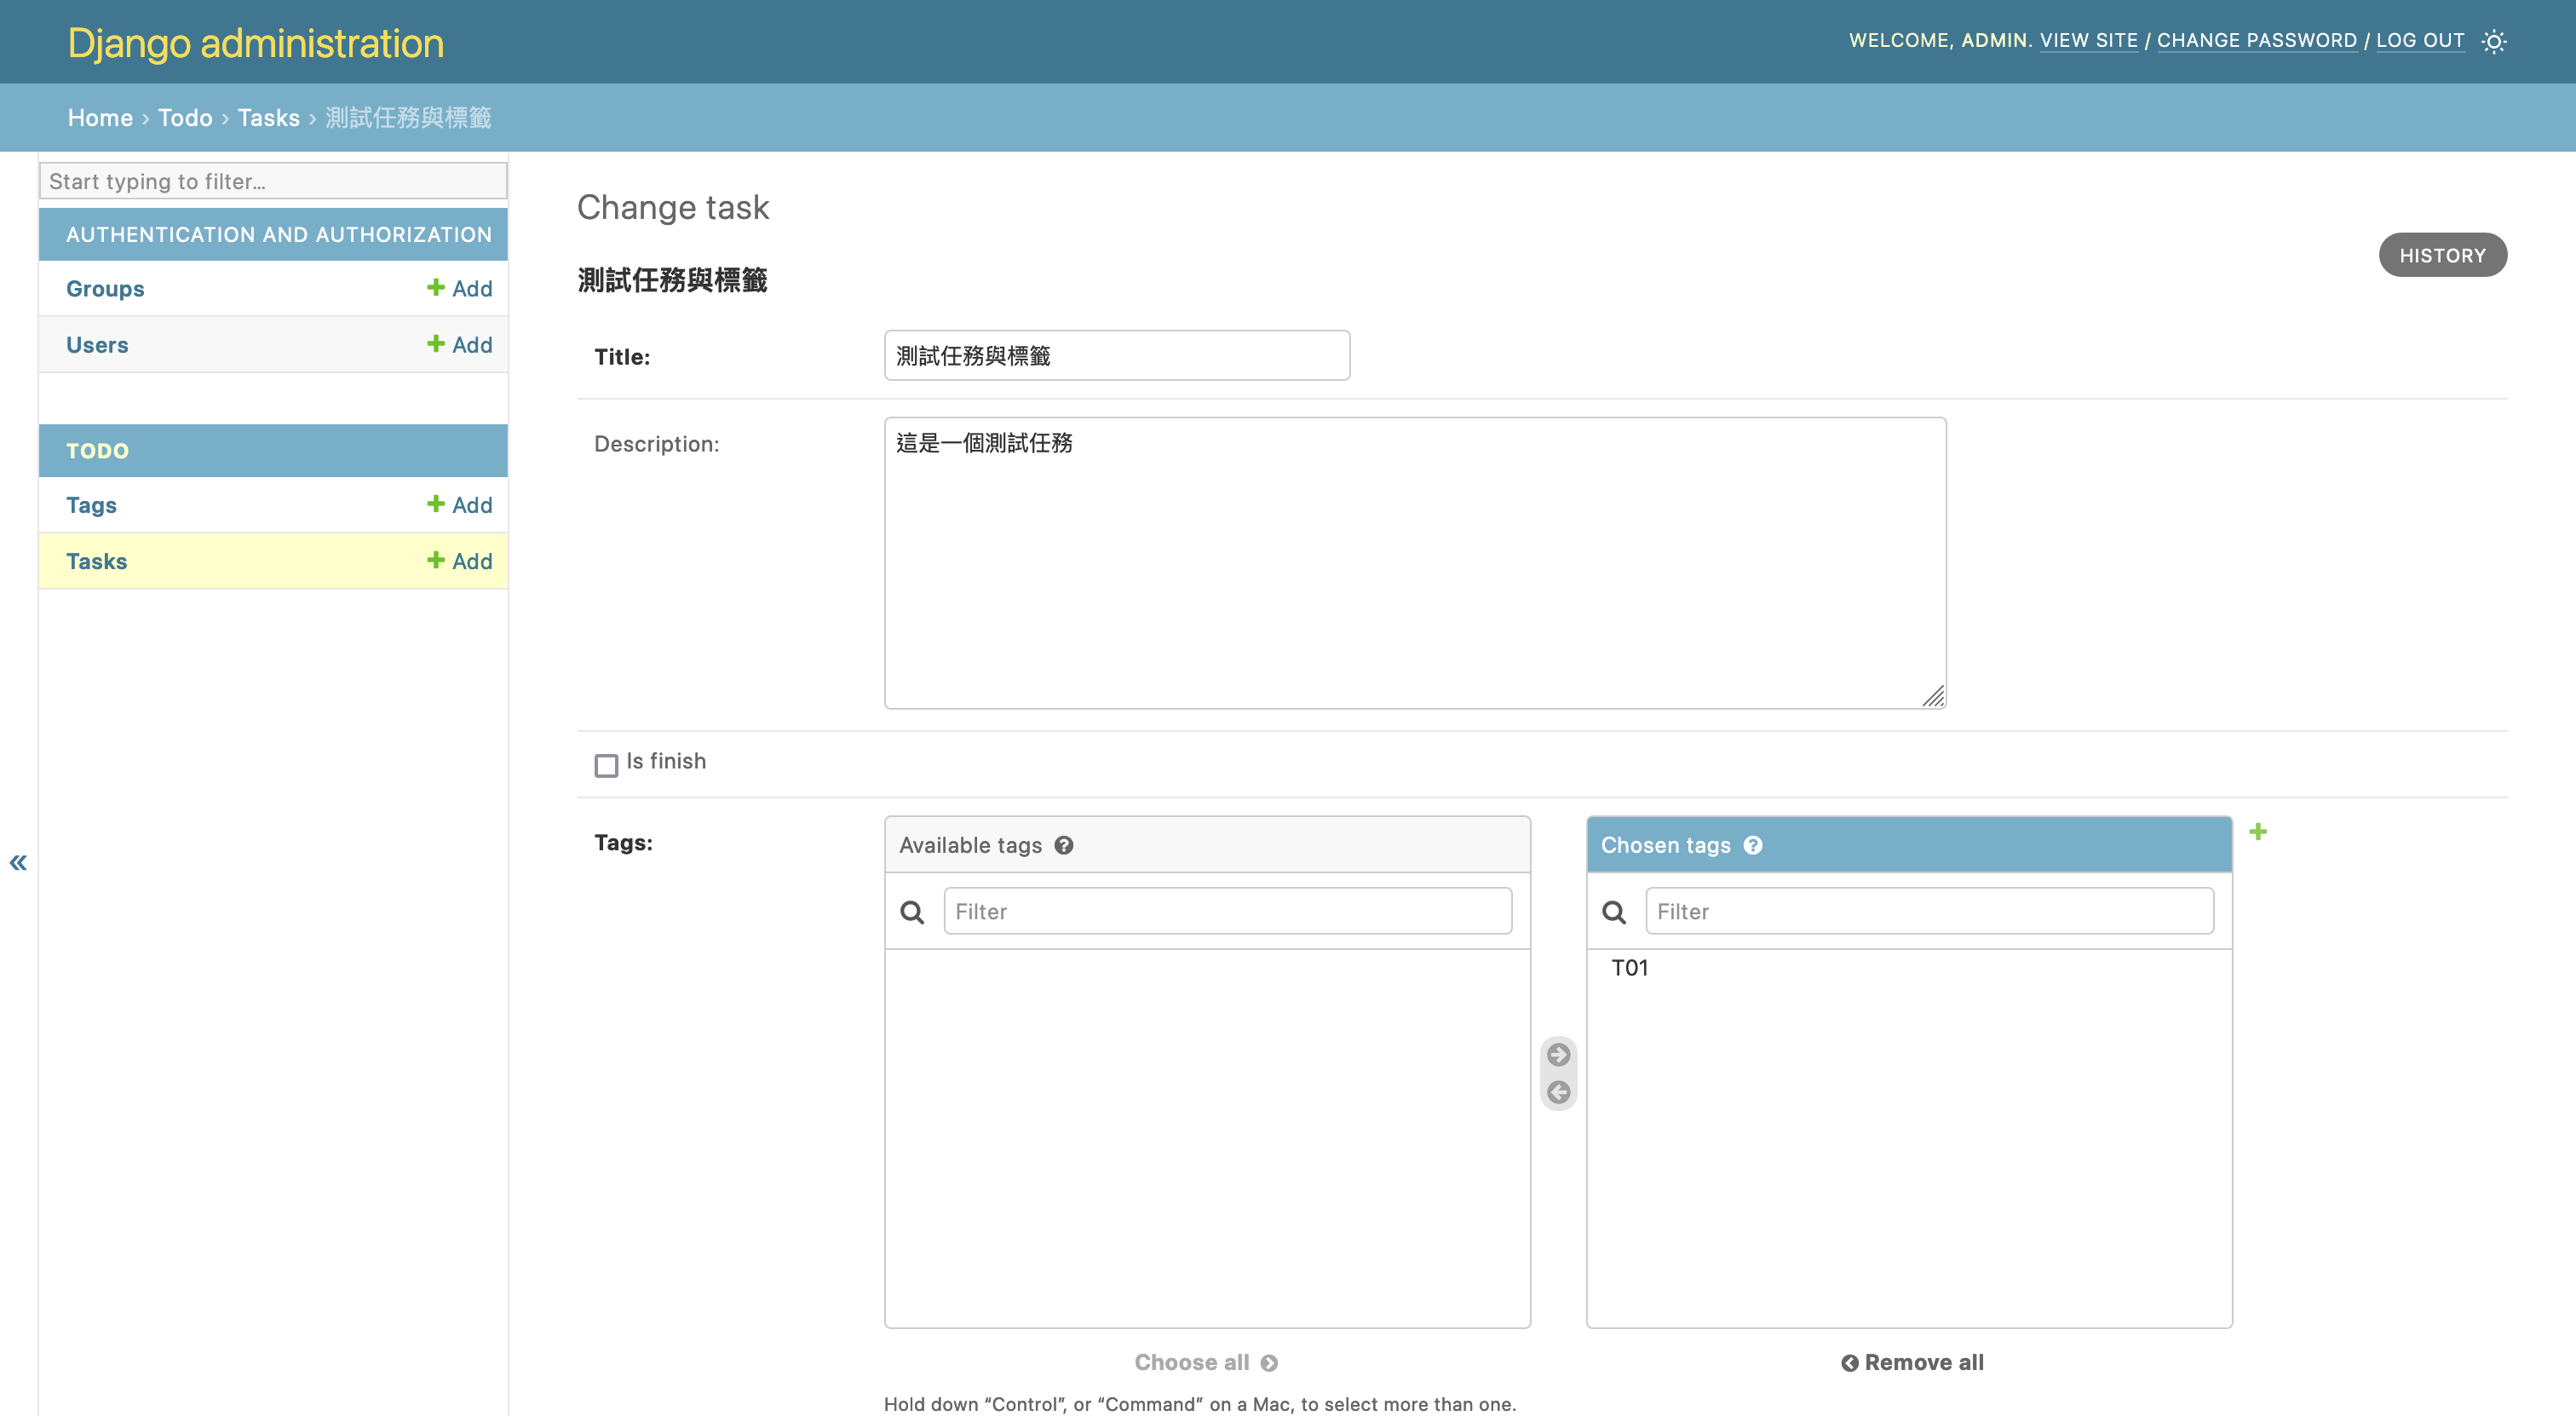 Django administration
WELCOME, ADMIN. VIEW SITE / CHANGE PASSWORD / LOG OUT
Home › Todo › Tasks › 測試任務與標籤
Start typing to filter...
AUTHENTICATION AND AUTHORIZATION
Groups + Add
Users + Add
TODO
Tags + Add
Tasks + Add
«
Change task
HISTORY
測試任務與標籤
Title: 測試任務與標籤
Description: 這是一個測試任務
Is finish
Tags:
Available tags ?
Filter
Choose all
Chosen tags ?
Filter
T01
Remove all
Hold down “Control”, or “Command” on a Mac, to select more than one.